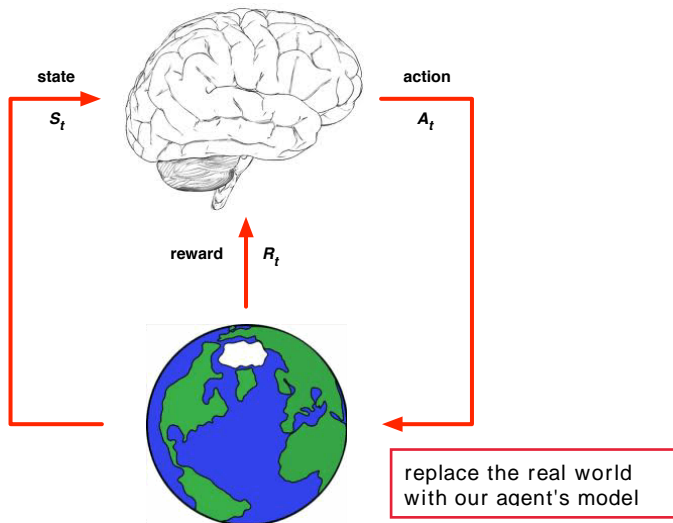 state
action
S_t
A_t
reward
R_t
replace the real world
with our agent's model